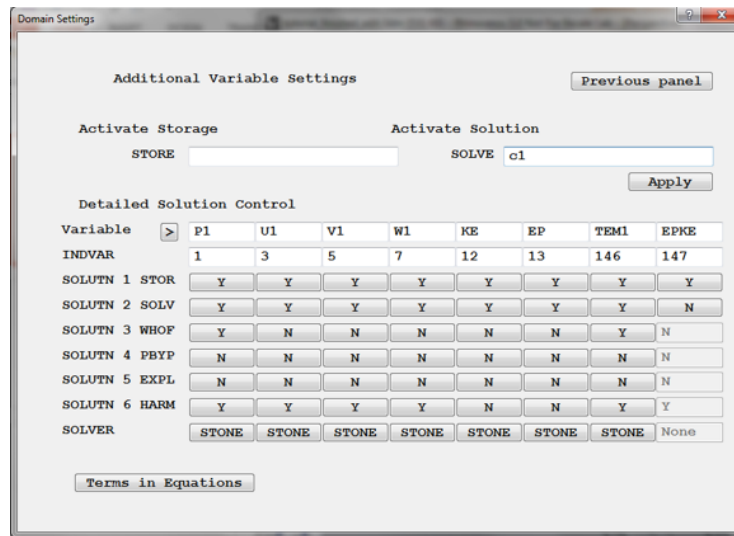 Domain Settings
Additional Variable Settings Previous panel
Activate Storage Activate Solution
STORE SOLVE c1
Apply
Detailed Solution Control
Variable > P1 U1 V1 W1 KE EP TEM1 EPKE
INDVAR 1 3 5 7 12 13 146 147
SOLUTN 1 STOR Y Y Y Y Y Y Y Y
SOLUTN 2 SOLV Y Y Y Y Y Y Y N
SOLUTN 3 WHOF Y N N N N N Y N
SOLUTN 4 PBYP N N N N N N N N
SOLUTN 5 EXPL N N N N N N N N
SOLUTN 6 HARM Y Y Y Y N N Y Y
SOLVER STONE STONE STONE STONE STONE STONE STONE None
Terms in Equations